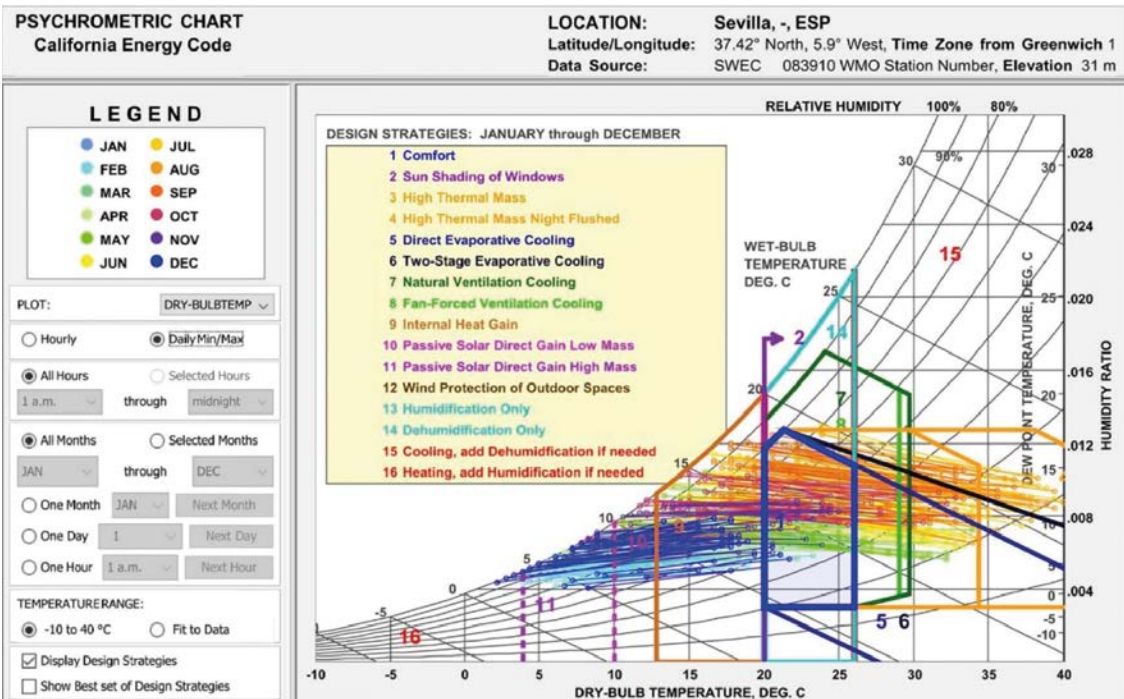 PSYCHROMETRIC CHART
California Energy Code
LOCATION: Sevilla, -, ESP
Latitude/Longitude: 37.42° North, 5.9° West, Time Zone from Greenwich 1
Data Source: SWEC 083910 WMO Station Number, Elevation 31 m
LEGEND
JAN JUL
FEB AUG
MAR SEP
APR OCT
MAY NOV
JUN DEC
PLOT: DRY-BULBTEMP
Hourly Daily Min/Max
All Hours Selected Hours
1 a.m. through midnight
All Months Selected Months
JAN through DEC
One Month JAN Next Month
One Day 1 Next Day
One Hour 1 a.m. Next Hour
TEMPERATURERANGE:
-10 to 40 °C Fit to Data
Display Design Strategies
Show Best set of Design Strategies
RELATIVE HUMIDITY 100% 80%
90%
DESIGN STRATEGIES: JANUARY through DECEMBER
1 Comfort
2 Sun Shading of Windows
3 High Thermal Mass
4 High Thermal Mass Night Flushed
5 Direct Evaporative Cooling
6 Two-Stage Evaporative Cooling
7 Natural Ventilation Cooling
8 Fan-Forced Ventilation Cooling
9 Internal Heat Gain
10 Passive Solar Direct Gain Low Mass
11 Passive Solar Direct Gain High Mass
12 Wind Protection of Outdoor Spaces
13 Humidification Only
14 Dehumidification Only
15 Cooling, add Dehumidfication if needed
16 Heating, add Humidification if needed
WET-BULB
TEMPERATURE
DEG. C
-5
0
5
10
15
20
25
30
2
14
15
7
8
9
1
10
11
16
5 6
DEW POINT TEMPERATURE, DEG. C
30
25
20
15
10
5
0
-5
-10
HUMIDITY RATIO
.028
.024
.020
.016
.012
.008
.004
-10 -5 0 5 10 15 20 25 30 35 40
DRY-BULB TEMPERATURE, DEG. C